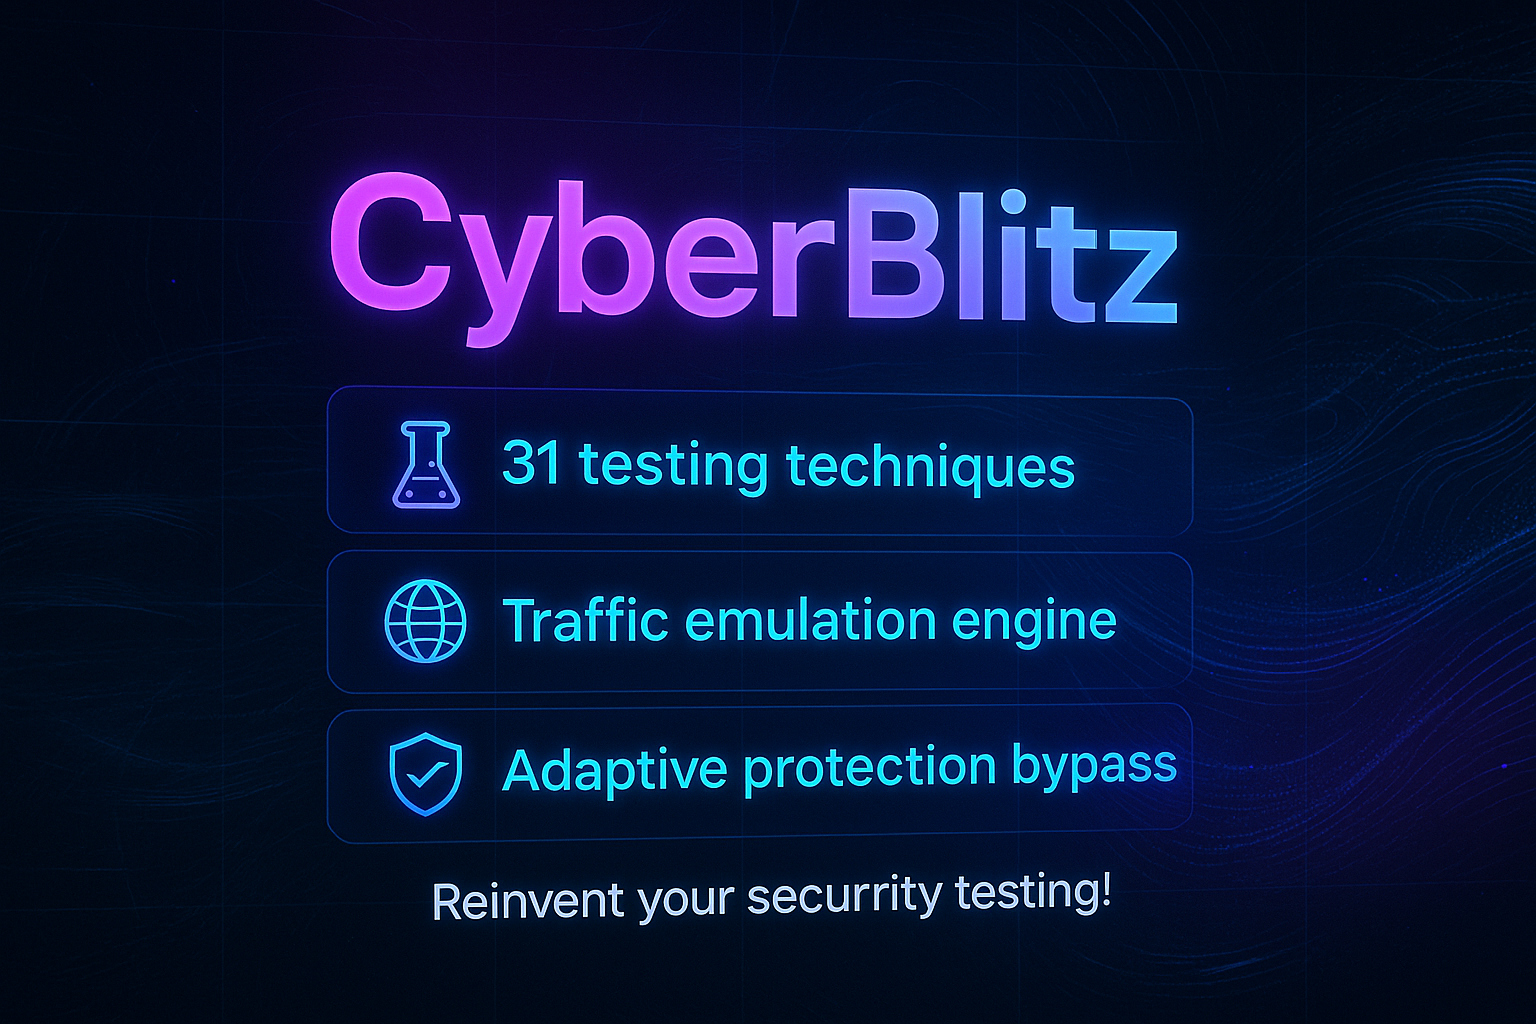 CyberBlitz
31 testing techniques
Traffic emulation engine
Adaptive protection bypass
Reinvent your securrity testing!